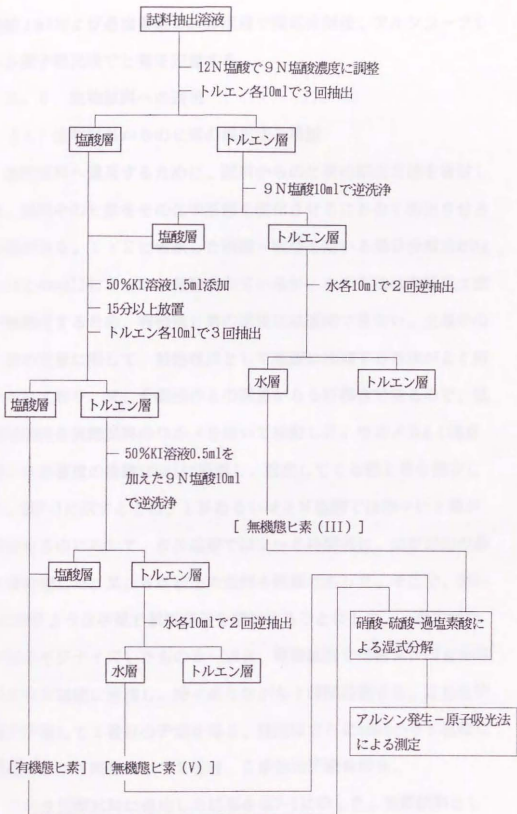 試料抽出溶液
12N塩酸で9N塩酸濃度に調整
トルエン各10mlで3回抽出
塩酸層
トルエン層
9N塩酸10mlで逆洗浄
塩酸層
トルエン層
50%KI溶液1.5ml添加
15分以上放置
トルエン各10mlで3回抽出
水各10mlで2回逆抽出
水層
トルエン層
塩酸層
トルエン層
50%KI溶液0.5mlを
加えた9N塩酸10ml
で逆洗浄
[ 無機態ヒ素 (III) ]
塩酸層
トルエン層
水各10mlで2回逆抽出
水層
トルエン層
硝酸-硫酸-過塩素酸に
よる湿式分解
アルシン発生-原子吸光法
による測定
[有機態ヒ素]
[無機態ヒ素 (V) ]